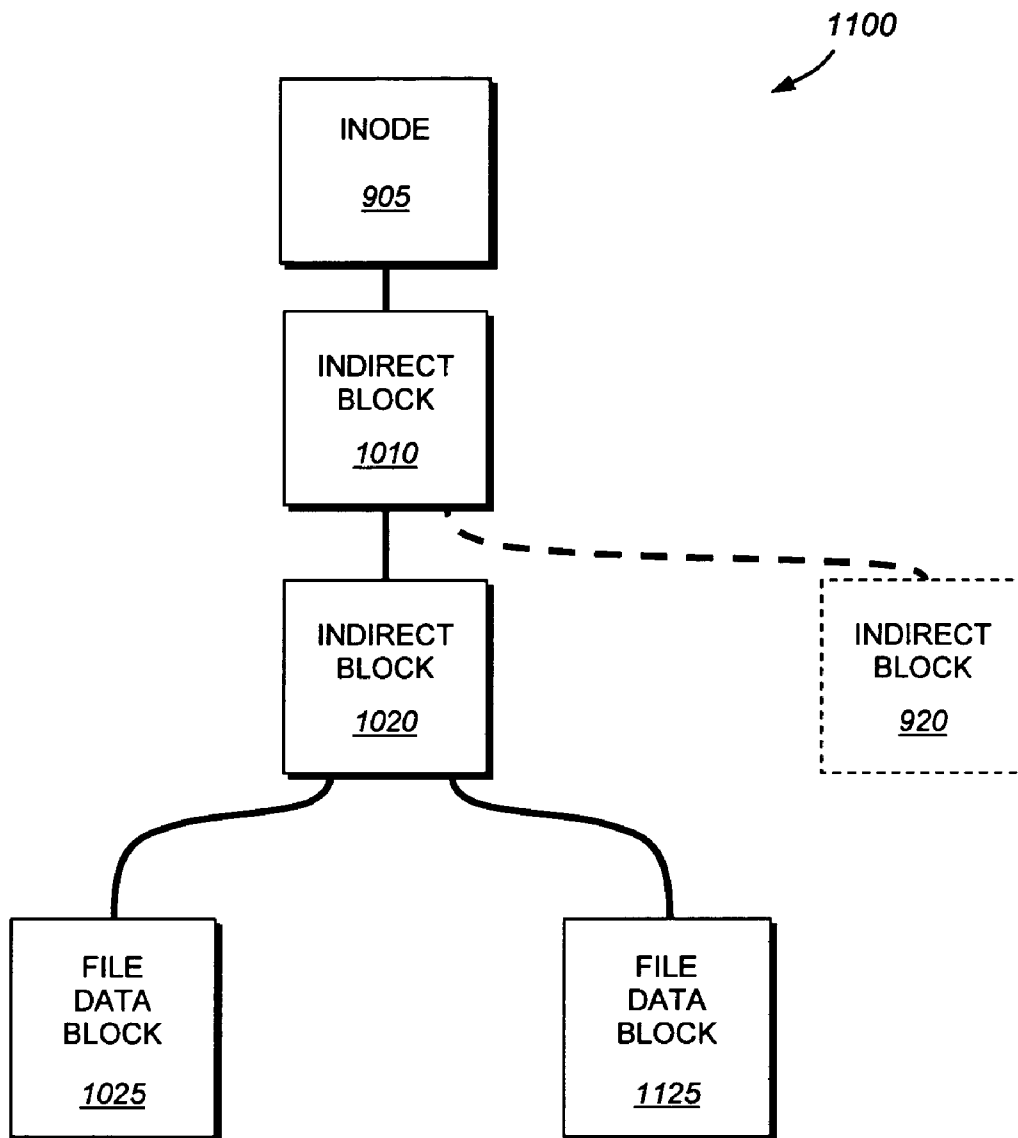 1100
INODE
905
INDIRECT
BLOCK
1010
INDIRECT
BLOCK
1020
INDIRECT
BLOCK
920
FILE
DATA
BLOCK
1025
FILE
DATA
BLOCK
1125